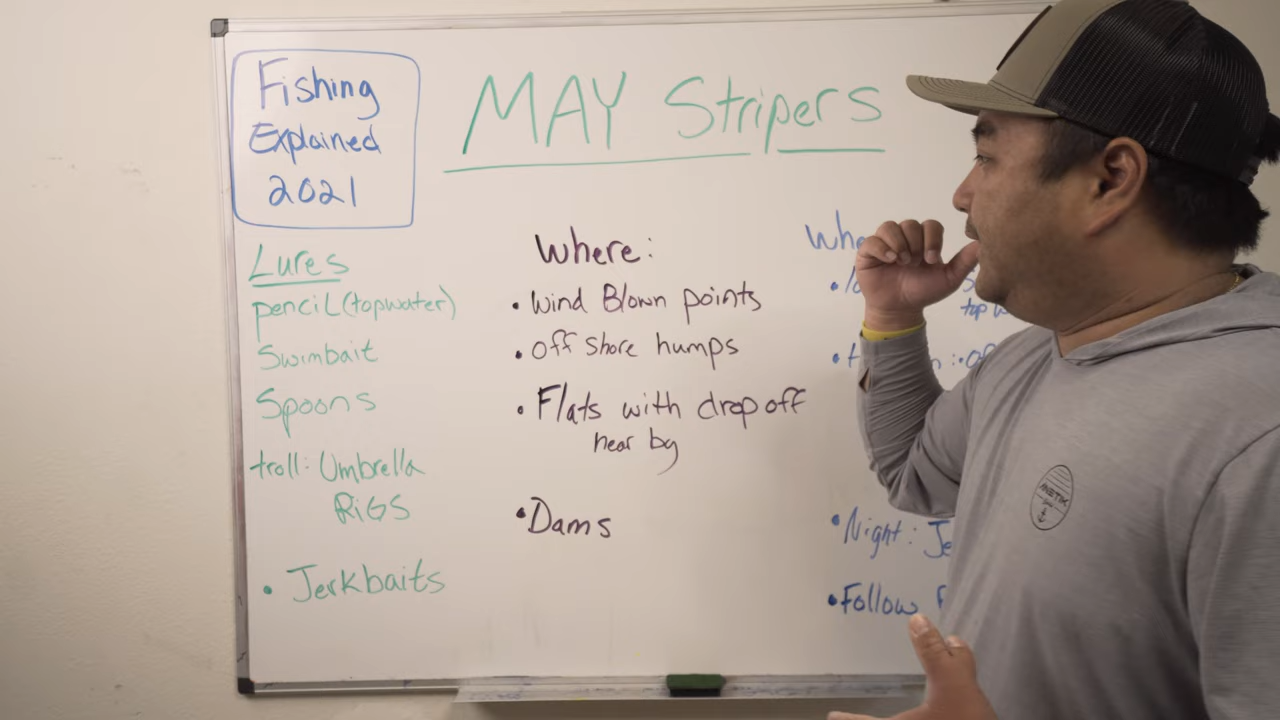 Fishing
Explained
2021
MAY Stripers
Lures
pencil (topwater)
Swimbait
Spoons
troll: Umbrella
RiGS
• Jerkbaits
Where:
• Wind Blown points
• Off Shore humps
• Flats with drop off
near by
• Dams
top
• Night:
• Follow